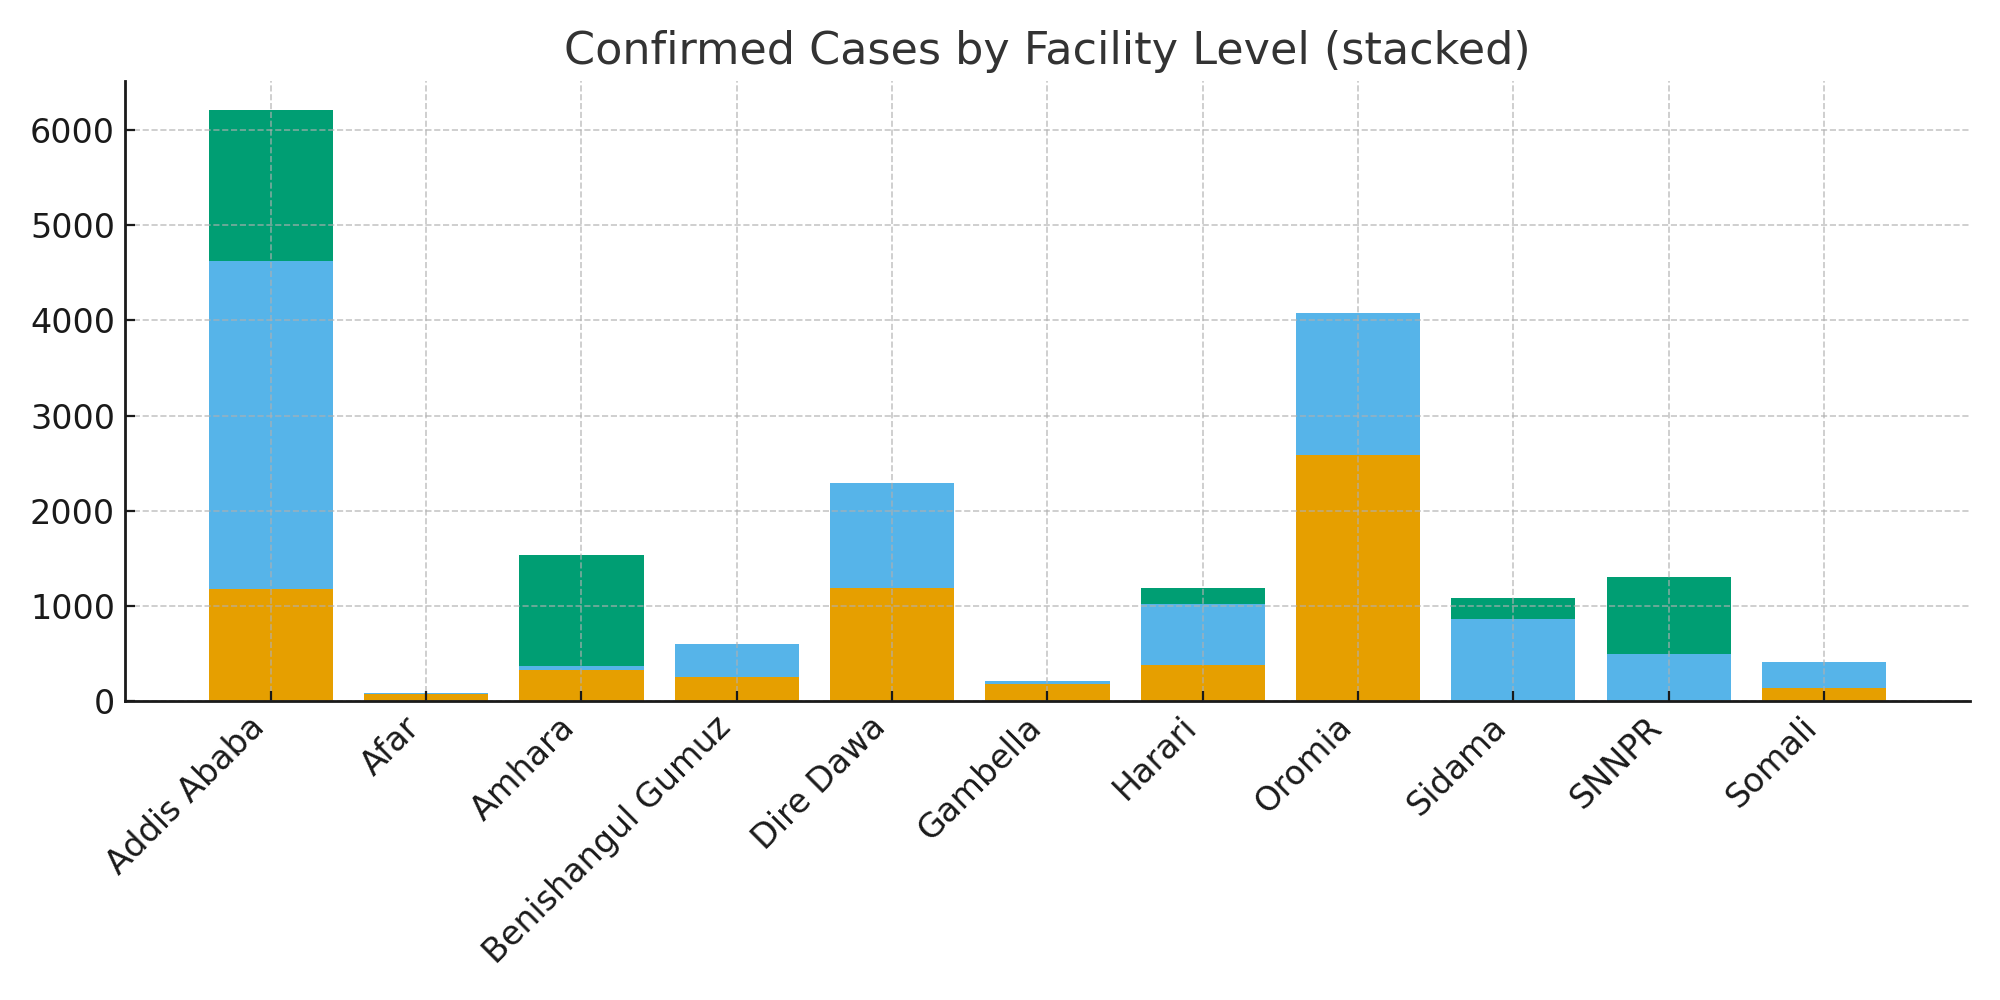 Confirmed Cases by Facility Level (stacked)
6000
5000
4000
3000
2000
1000
0
Addis Ababa
Afar
Amhara
Benishangul Gumuz
Dire Dawa
Gambella
Harari
Oromia
Sidama
SNNPR
Somali